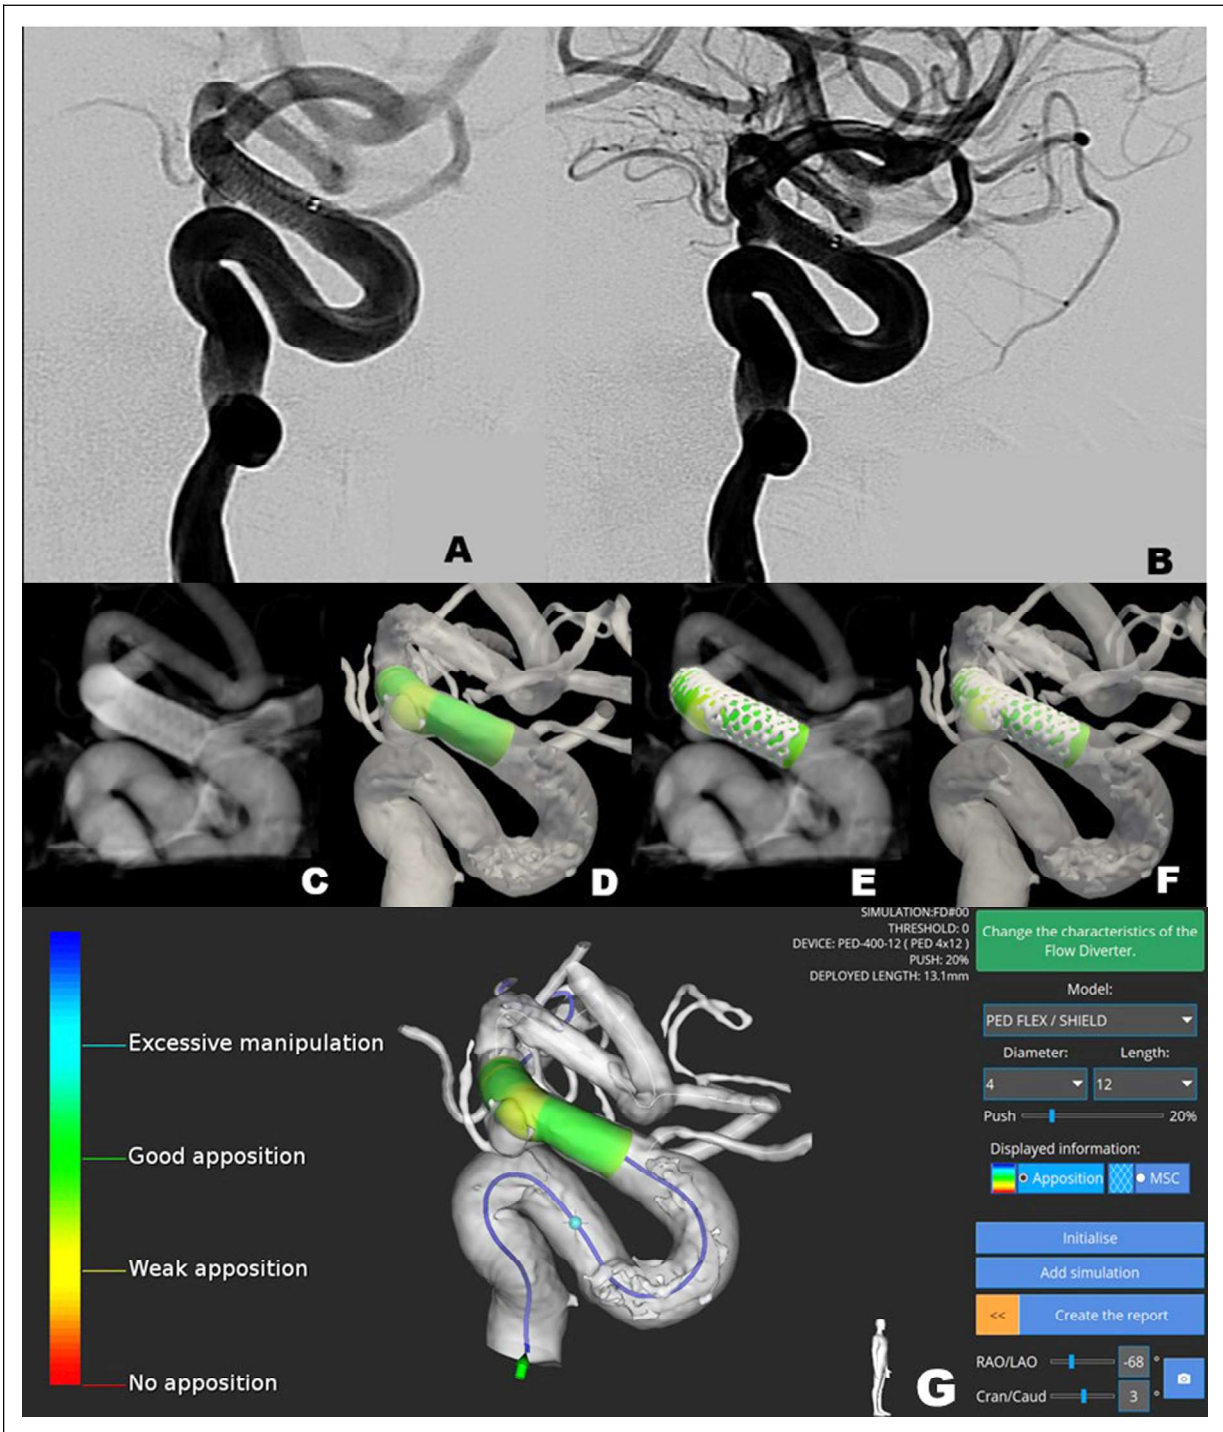 A
B
C
D
E
F
SIMULATION:FD#00
THRESHOLD: 0
DEVICE: PED-400-12 ( PED 4x12 )
PUSH: 20%
DEPLOYED LENGTH: 13.1mm
Change the characteristics of the
Flow Diverter.
Model:
PED FLEX / SHIELD
Diameter: Length:
4 12
Push 20%
Displayed information:
Apposition MSC
Initialise
Add simulation
<< Create the report
RAO/LAO -68 °
Cran/Caud 3 °
Excessive manipulation
Good apposition
Weak apposition
No apposition
G